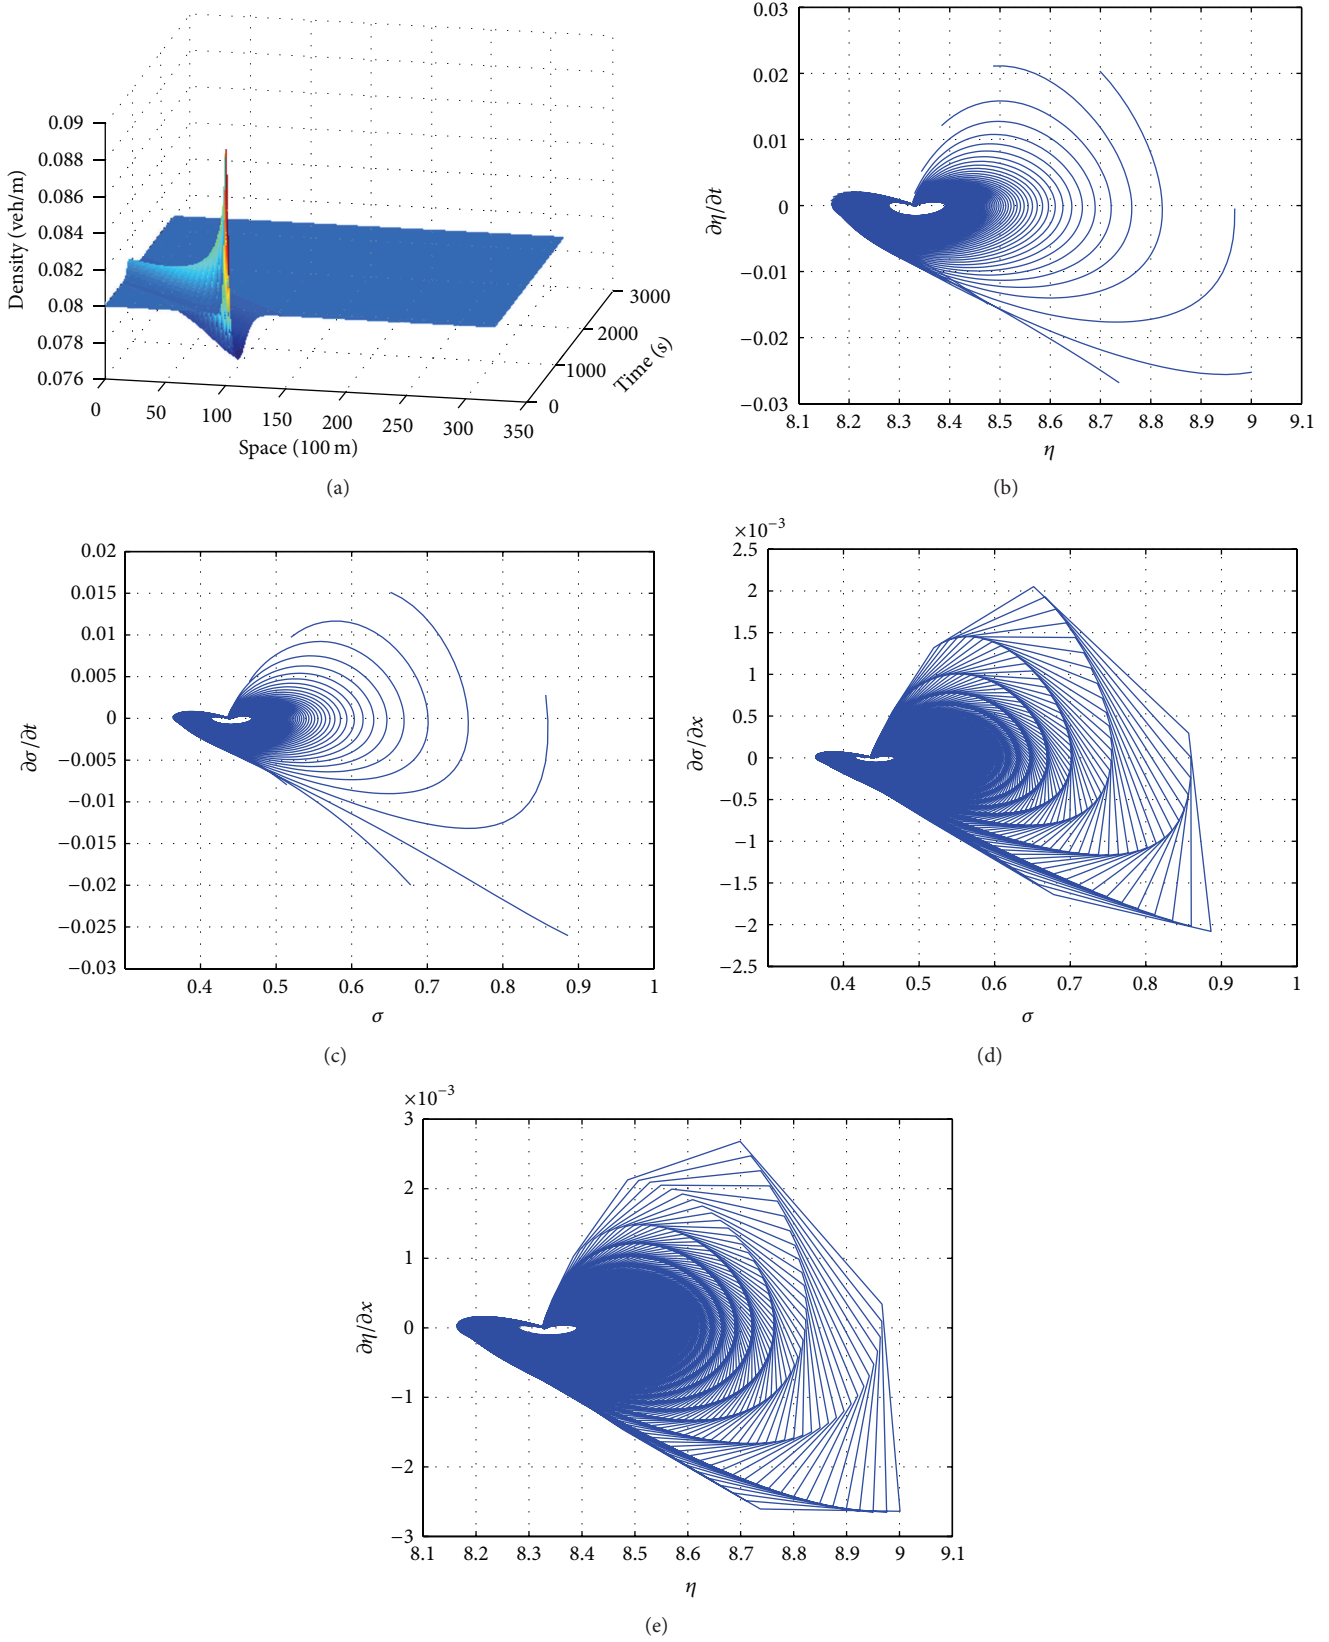 0.09
0.088
0.086
0.084
0.082
0.08
0.078
0.076
Density (veh/m)
0 50 100 150 200 250 300 350
Space (100 m)
0 1000 2000 3000
Time (s)
(a)
0.03
0.02
0.01
0
−0.01
−0.02
−0.03
∂η/∂t
8.1 8.2 8.3 8.4 8.5 8.6 8.7 8.8 8.9 9 9.1
η
(b)
0.02
0.015
0.01
0.005
0
−0.005
−0.01
−0.015
−0.02
−0.025
−0.03
∂σ/∂t
0.4 0.5 0.6 0.7 0.8 0.9 1
σ
(c)
×10−3
2.5
2
1.5
1
0.5
0
−0.5
−1
−1.5
−2
−2.5
∂σ/∂x
0.4 0.5 0.6 0.7 0.8 0.9 1
σ
(d)
×10−3
3
2
1
0
−1
−2
−3
∂η/∂x
8.1 8.2 8.3 8.4 8.5 8.6 8.7 8.8 8.9 9 9.1
η
(e)